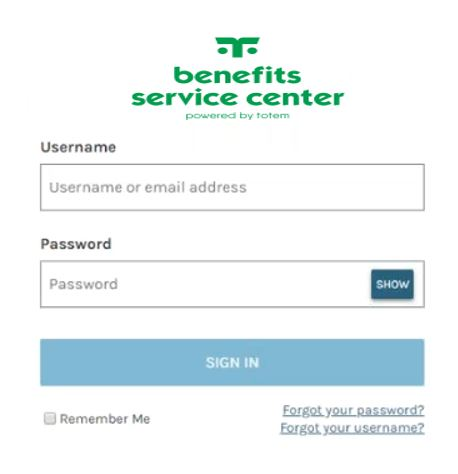 benefits
service center
powered by totem
Username
Username or email address
Password
Password
SHOW
SIGN IN
Remember Me
Forgot your password?
Forgot your username?